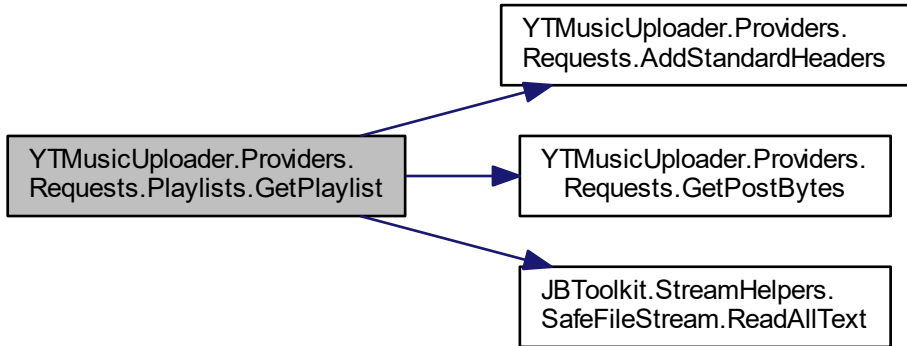 YTMusicUploader.Providers.
Requests.AddStandardHeaders
YTMusicUploader.Providers.
Requests.Playlists.GetPlaylist
YTMusicUploader.Providers.
Requests.GetPostBytes
JBToolkit.StreamHelpers.
SafeFileStream.ReadAllText